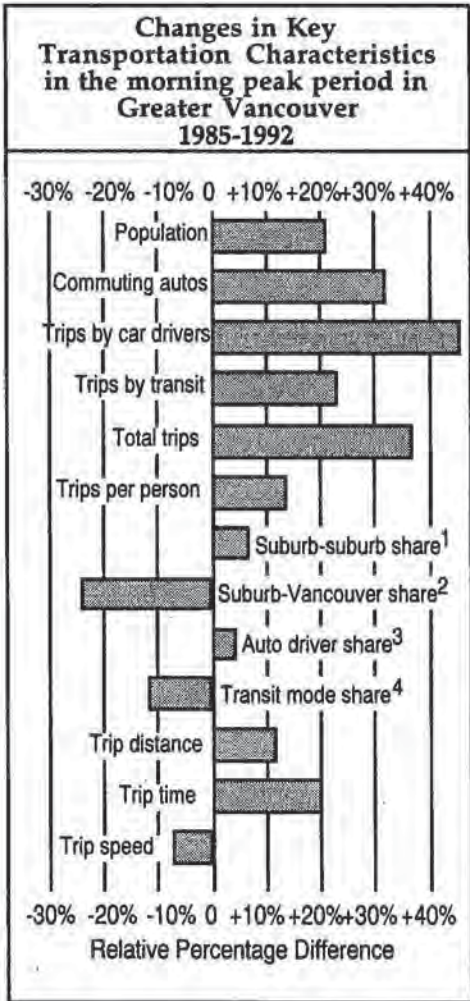 Changes in Key
Transportation Characteristics
in the morning peak period in
Greater Vancouver
1985-1992
-30% -20% -10% 0 +10% +20% +30% +40%
Population
Commuting autos
Trips by car drivers
Trips by transit
Total trips
Trips per person
Suburb-suburb share1
Suburb-Vancouver share2
Auto driver share3
Transit mode share4
Trip distance
Trip time
Trip speed
-30% -20% -10% 0 +10% +20% +30% +40%
Relative Percentage Difference